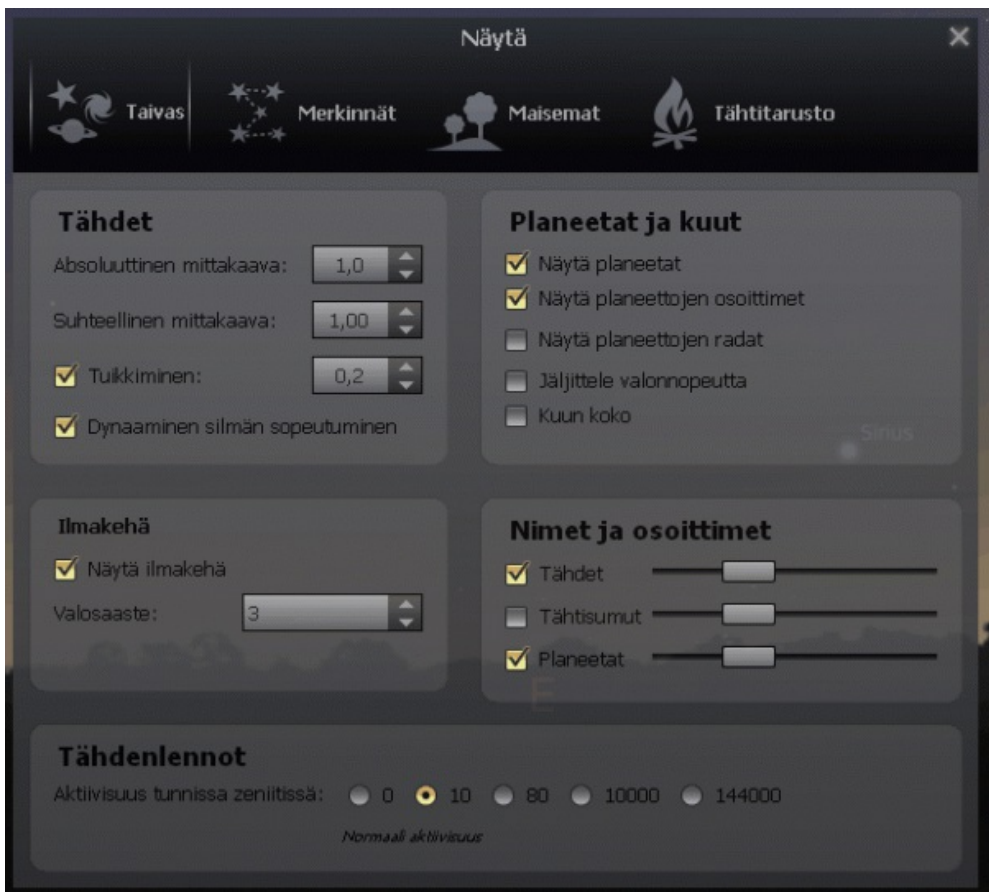 Näytä
Taivas
Merkinnät
Maisemat
Tähtitarusto
Tähdet
Absoluuttinen mittakaava: 1,0
Suhteellinen mittakaava: 1,00
Tuikkiminen: 0,2
Dynaaminen silmän sopeutuminen
Planeetat ja kuut
Näytä planeetat
Näytä planeettojen osoittimet
Näytä planeettojen radat
Jäljittele valonnopeutta
Kuun koko
Sirius
Ilmakehä
Näytä ilmakehä
Valosaaste: 3
Nimet ja osoittimet
Tähdet
Tähtisumut
Planeetat
E
Tähdenlennot
Aktiivisuus tunnissa zeniitissä: 0 10 80 10000 144000
Normaali aktiivisuus